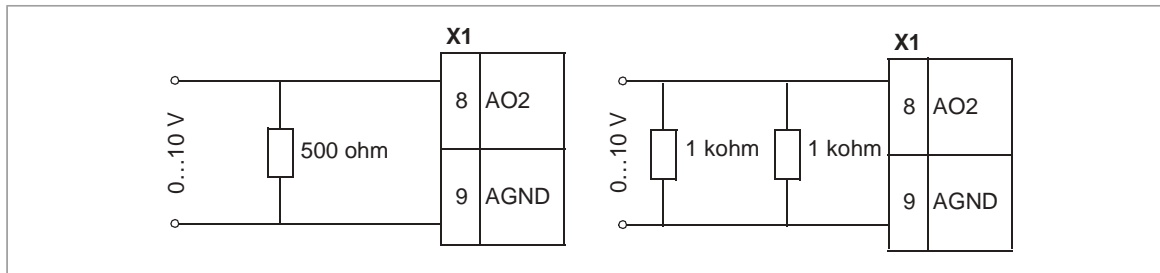 X1
8 AO2
0...10 V
500 ohm
9 AGND
X1
8 AO2
0...10 V
1 kohm
1 kohm
9 AGND